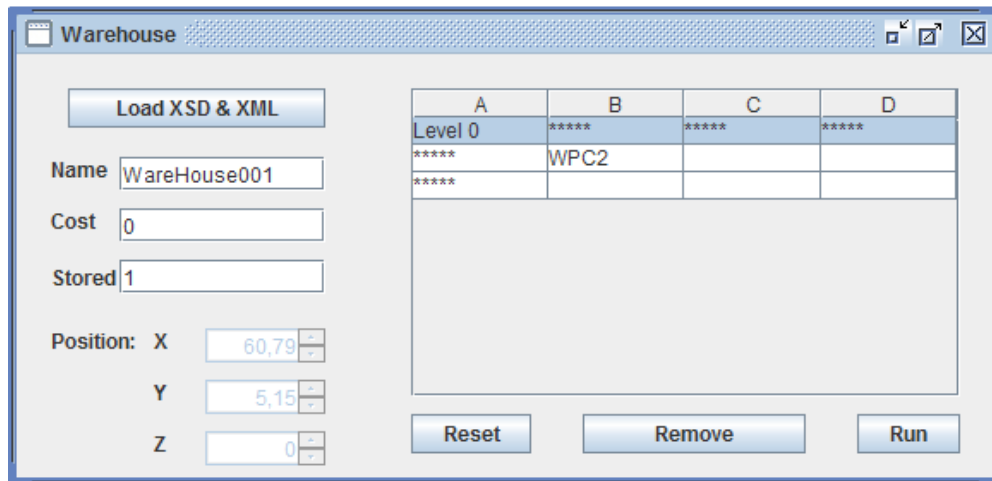 Warehouse
Load XSD & XML
Name WareHouse001
Cost 0
Stored 1
Position: X 60,79
Y 5,15
Z 0
A B C D
Level 0 ***** ***** *****
***** WPC2
*****
Reset Remove Run